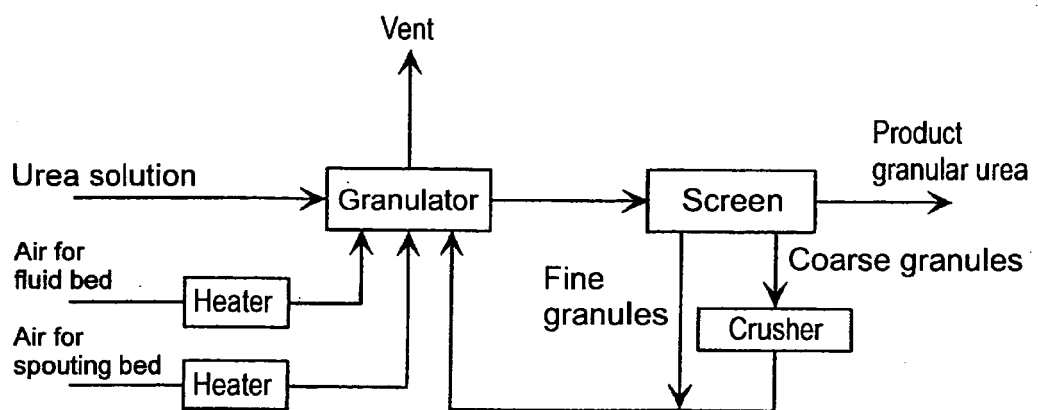 Vent
Product
granular urea
Urea solution
Granulator
Screen
Air for
fluid bed
Heater
Fine
granules
Coarse granules
Crusher
Air for
spouting bed
Heater